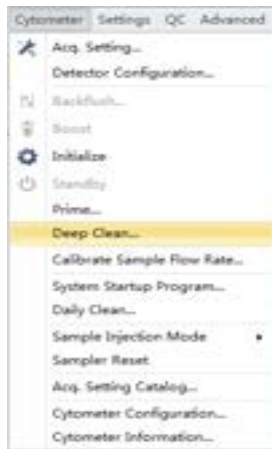 Cytometer Settings QC Advanced
Acq. Setting...
Detector Configuration...
Backflush...
Boost
Initialize
Standby
Prime...
Deep Clean...
Calibrate Sample Flow Rate...
System Startup Program...
Daily Clean...
Sample Injection Mode
Sampler Reset
Acq. Setting Catalog...
Cytometer Configuration...
Cytometer Information...